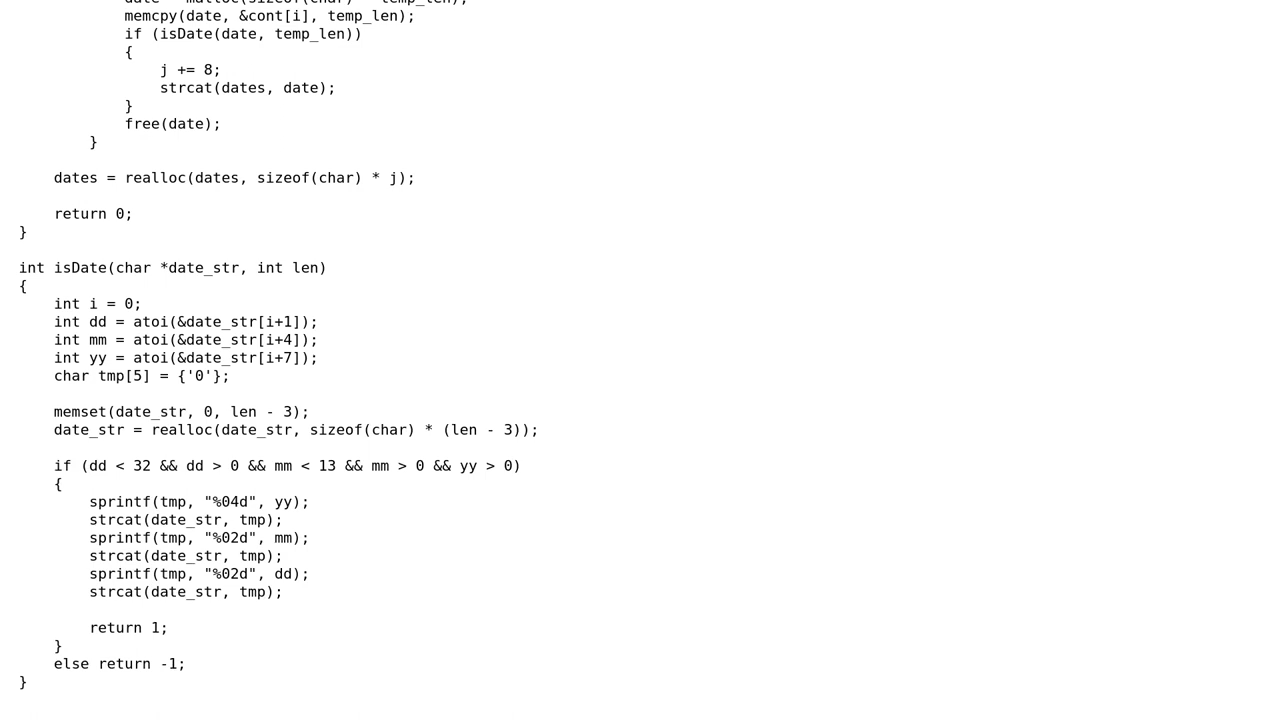 memcpy(date, &cont[i], temp_len);
            if (isDate(date, temp_len))
            {
                j += 8;
                strcat(dates, date);
            }
            free(date);
        }

    dates = realloc(dates, sizeof(char) * j);

    return 0;
}

int isDate(char *date_str, int len)
{
    int i = 0;
    int dd = atoi(&date_str[i+1]);
    int mm = atoi(&date_str[i+4]);
    int yy = atoi(&date_str[i+7]);
    char tmp[5] = {'0'};

    memset(date_str, 0, len - 3);
    date_str = realloc(date_str, sizeof(char) * (len - 3));

    if (dd < 32 && dd > 0 && mm < 13 && mm > 0 && yy > 0)
    {
        sprintf(tmp, "%04d", yy);
        strcat(date_str, tmp);
        sprintf(tmp, "%02d", mm);
        strcat(date_str, tmp);
        sprintf(tmp, "%02d", dd);
        strcat(date_str, tmp);

        return 1;
    }
    else return -1;
}